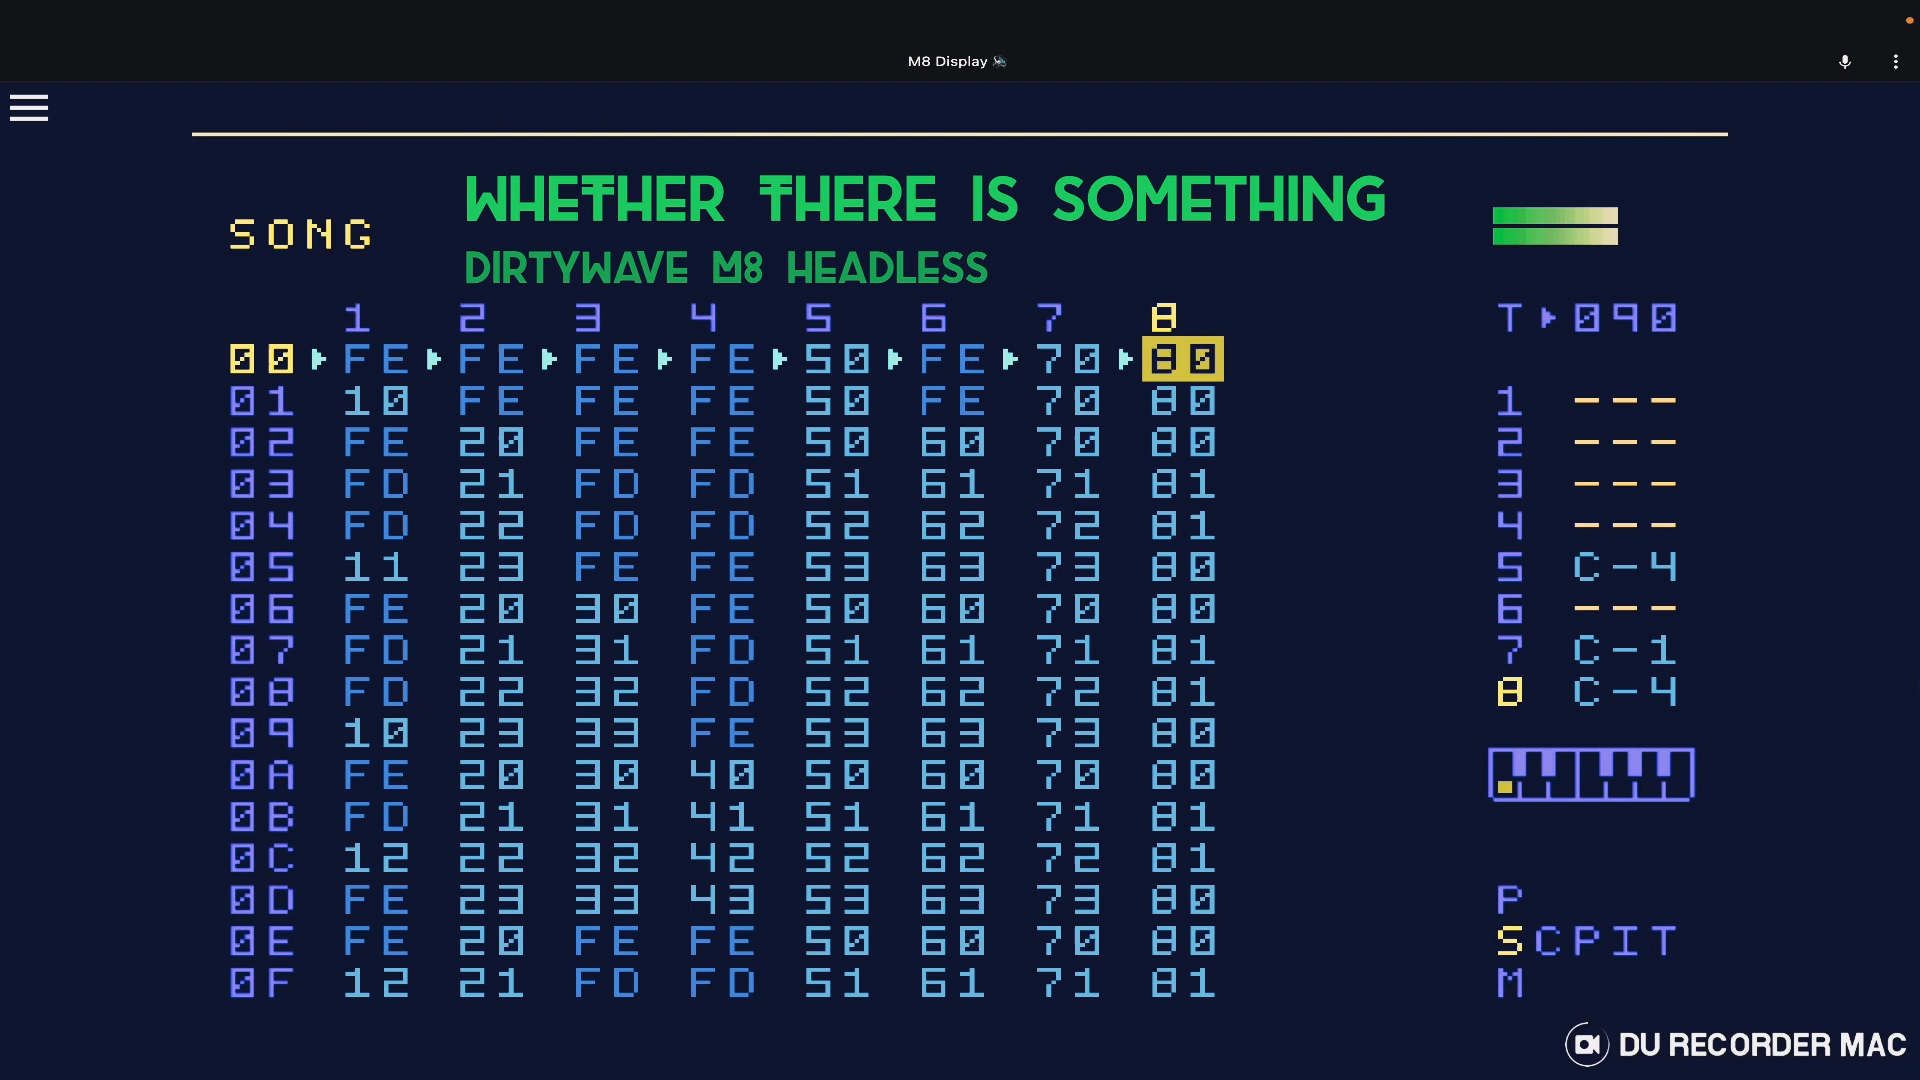 M8 Display
WHETHER THERE IS SOMETHING
SONG
DIRTYWAVE M8 HEADLESS
1 2 3 4 5 6 7 8 T 090
00 FE FE FE FE 50 FE 70 80
01 10 FE FE FE 50 FE 70 80 1 ---
02 FE 20 FE FE 50 60 70 80 2 ---
03 FD 21 FD FD 51 61 71 81 3 ---
04 FD 22 FD FD 52 62 72 81 4 ---
05 11 23 FE FE 53 63 73 80 5 C-4
06 FE 20 30 FE 50 60 70 80 6 ---
07 FD 21 31 FD 51 61 71 81 7 C-1
08 FD 22 32 FD 52 62 72 81 8 C-4
09 10 23 33 FE 53 63 73 80
0A FE 20 30 40 50 60 70 80
0B FD 21 31 41 51 61 71 81
0C 12 22 32 42 52 62 72 81
0D FE 23 33 43 53 63 73 80 P
0E FE 20 FE FE 50 60 70 80 SCPIT
0F 12 21 FD FD 51 61 71 81 M
DU RECORDER MAC